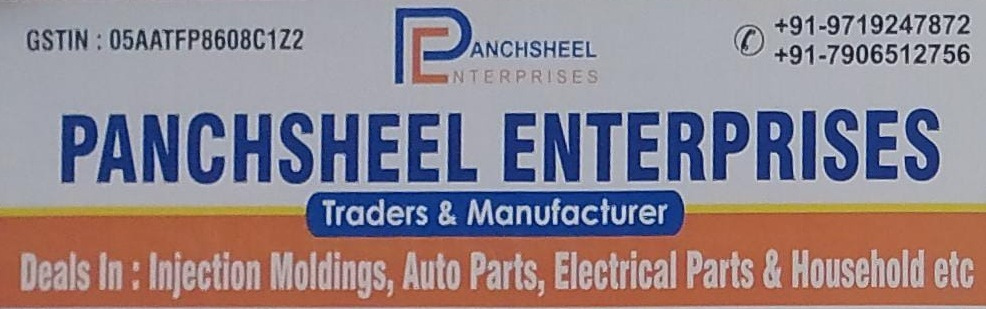 GSTIN : 05AATFP8608C1Z2
PANCHSHEEL
ENTERPRISES
+91-9719247872
+91-7906512756
PANCHSHEEL ENTERPRISES
Traders & Manufacturer
Deals In : Injection Moldings, Auto Parts, Electrical Parts & Household etc